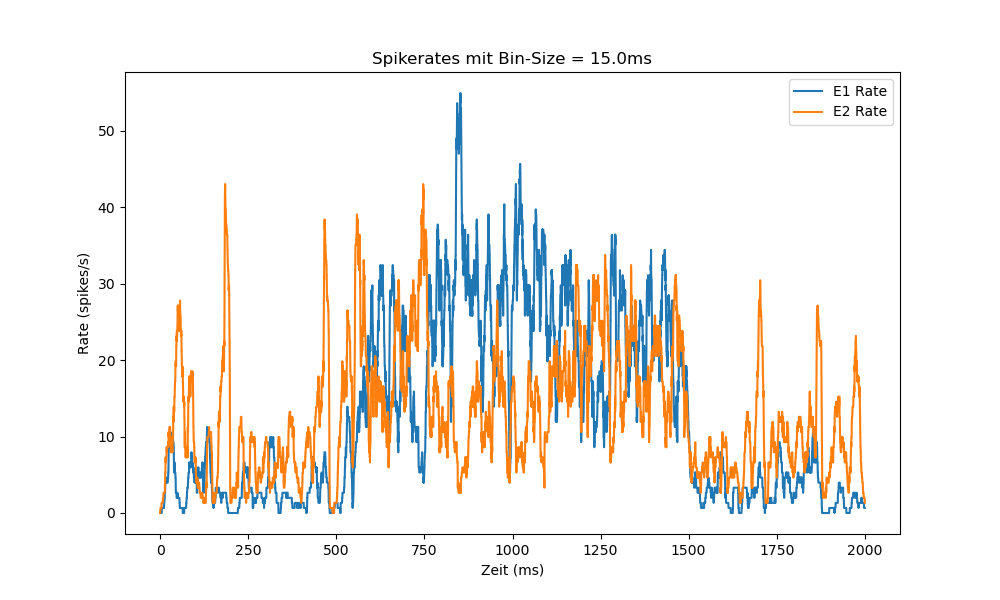 Spikerates mit Bin-Size = 15.0ms
E1 Rate
E2 Rate
50
40
30
20
10
0
Rate (spikes/s)
0 250 500 750 1000 1250 1500 1750 2000
Zeit (ms)